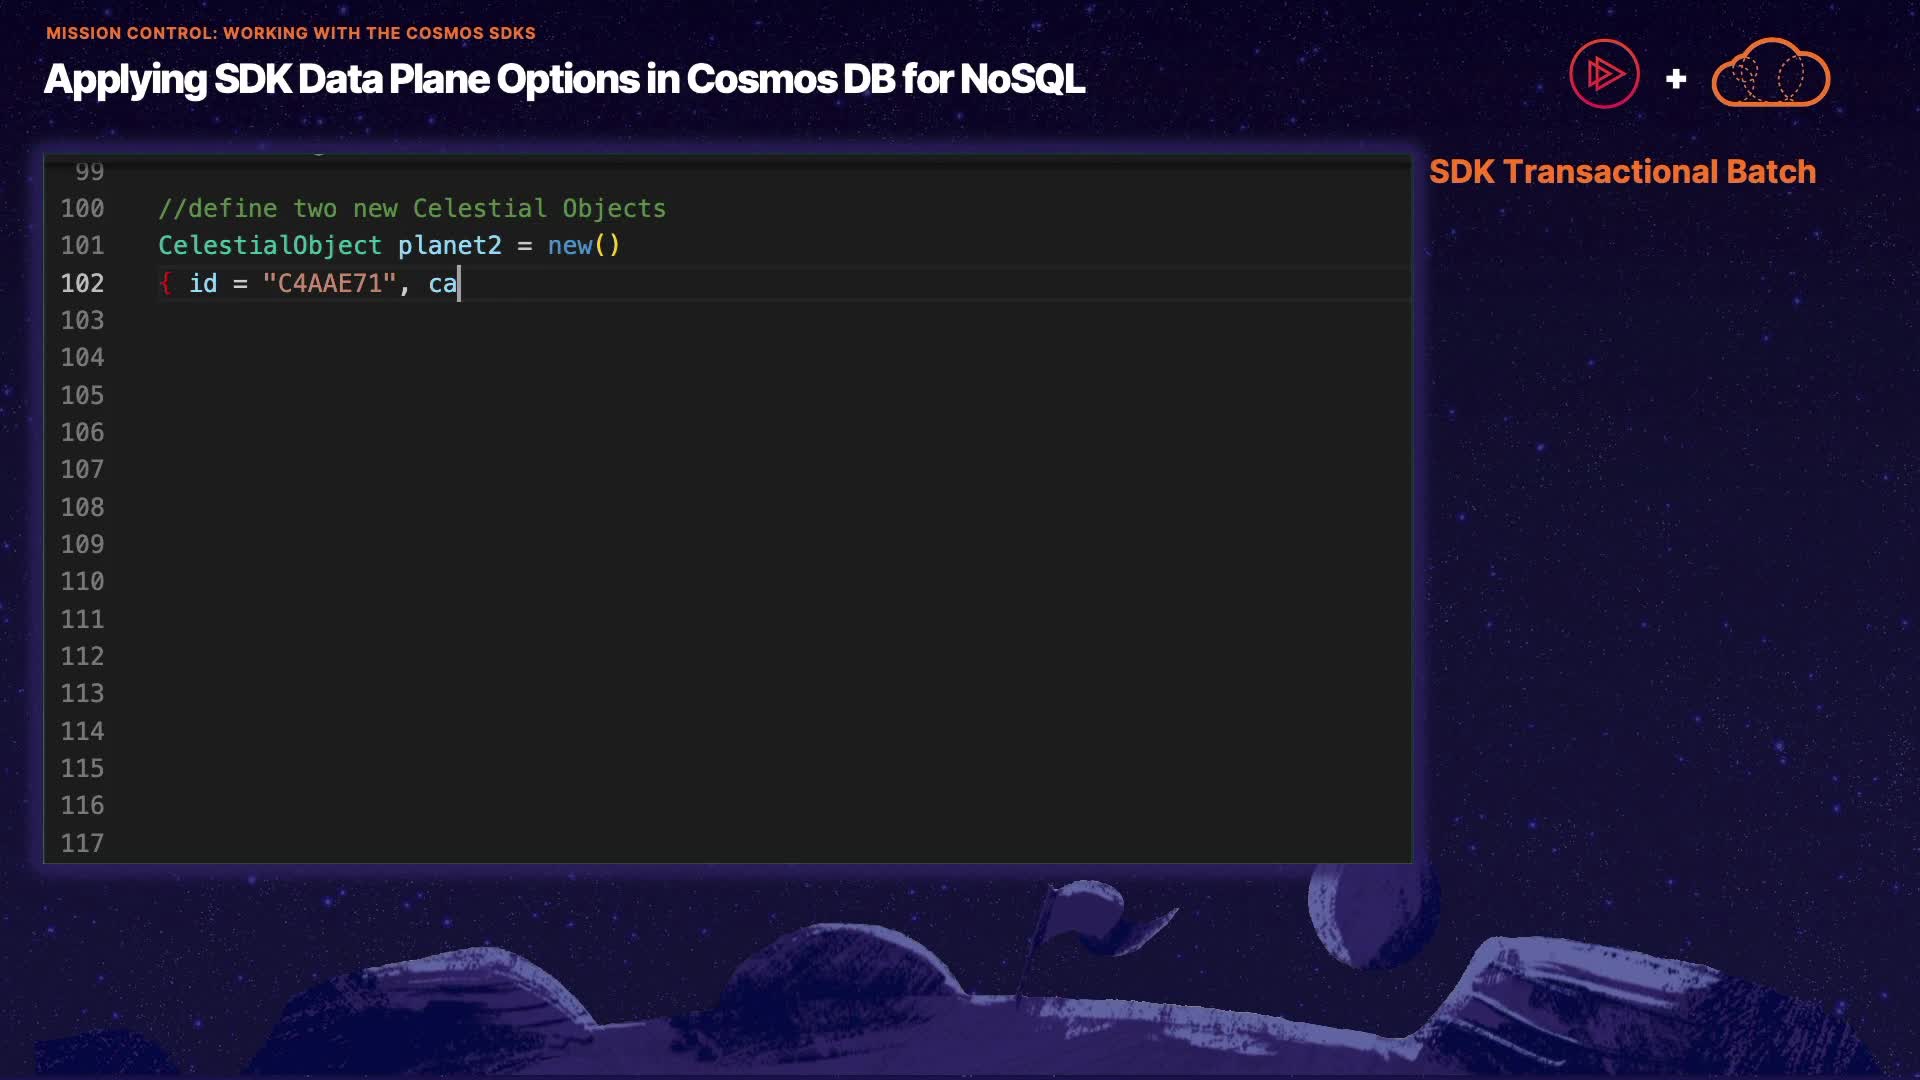 MISSION CONTROL: WORKING WITH THE COSMOS SDKS
Applying SDK Data Plane Options in Cosmos DB for NoSQL
+
SDK Transactional Batch
99
100 //define two new Celestial Objects
101 CelestialObject planet2 = new()
102 { id = "C4AAE71", ca
103
104
105
106
107
108
109
110
111
112
113
114
115
116
117